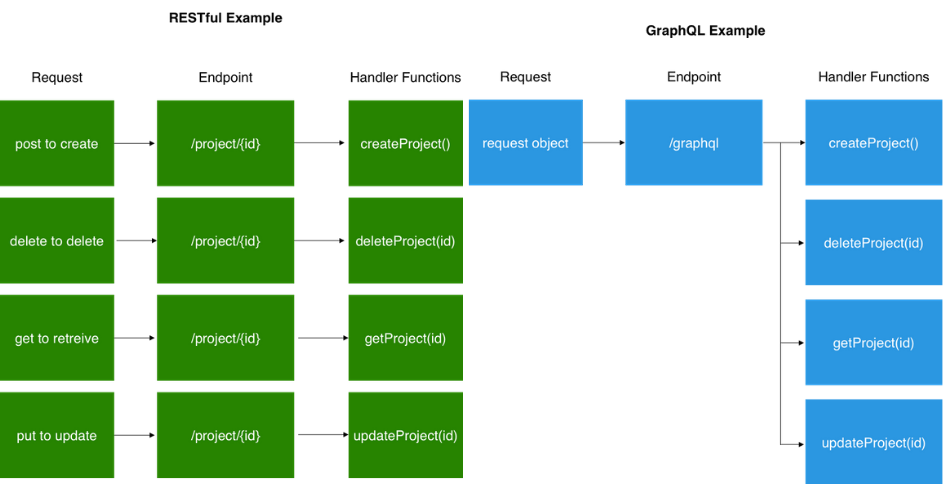 RESTful Example
Request Endpoint Handler Functions
post to create /project/{id} createProject()
delete to delete /project/{id} deleteProject(id)
get to retreive /project/{id} getProject(id)
put to update /project/{id} updateProject(id)
GraphQL Example
Request Endpoint Handler Functions
request object /graphql createProject()
deleteProject(id)
getProject(id)
updateProject(id)